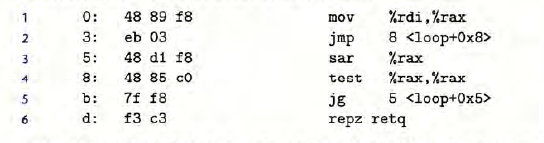 1 0: 48 89 f8 mov %rdi,%rax
2 3: eb 03 jmp 8 <loop+0x8>
3 5: 48 d1 f8 sar %rax
4 8: 48 85 c0 test %rax,%rax
5 b: 7f f8 jg 5 <loop+0x5>
6 d: f3 c3 repz retq